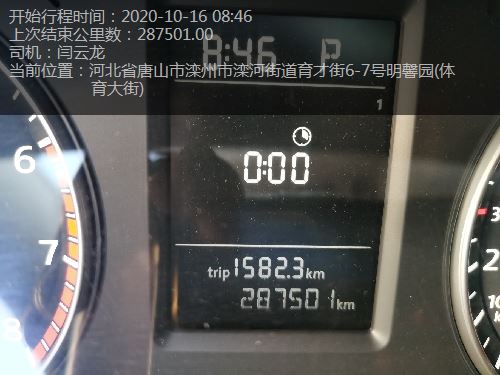 开始行程时间：2020-10-16 08:46
上次结束公里数：287501.00
司机：闫云龙
当前位置：河北省唐山市滦州市滦河街道育才街6-7号明馨园(体
育大街)
8:46 P
1
0:00
trip 1582.3 km
287501 km
6
7
8
3
2
10
k